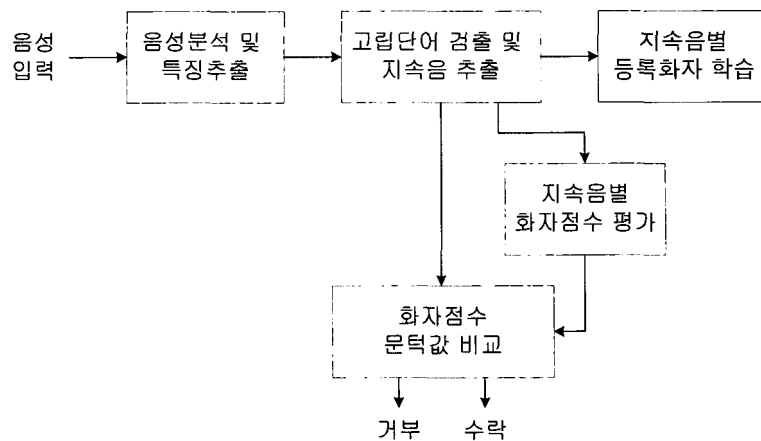 음성
입력
음성분석 및
특징추출
고립단어 검출 및
지속음 추출
지속음별
등록화자 학습
지속음별
화자점수 평가
화자점수
문턱값 비교
거부
수락